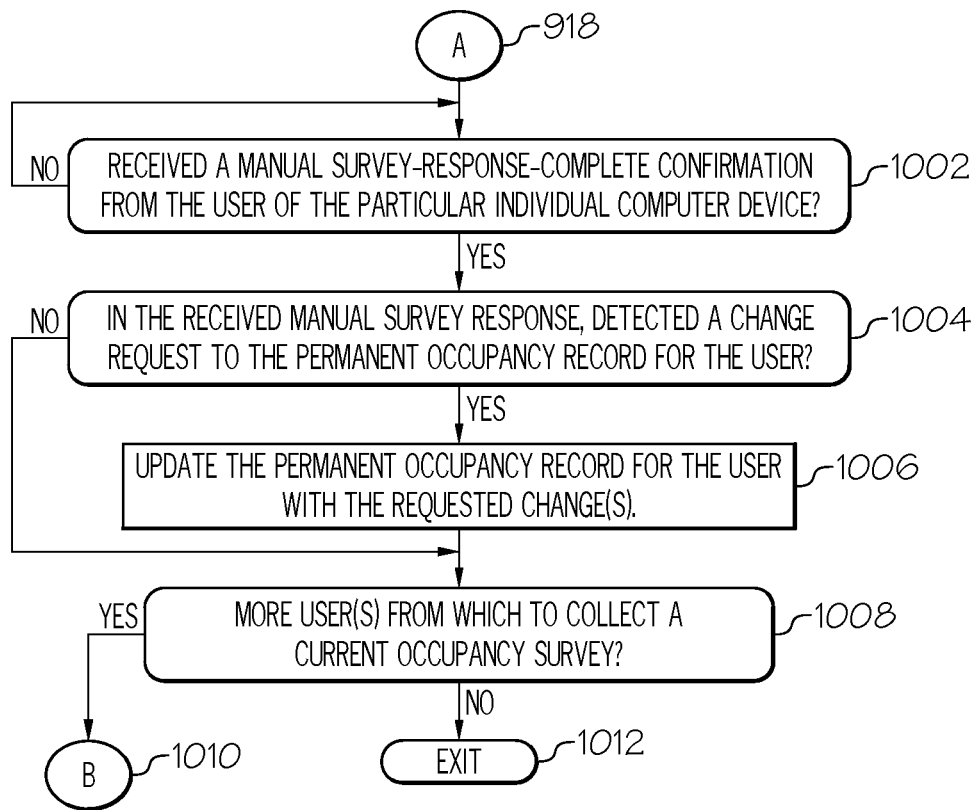 A
918
RECEIVED A MANUAL SURVEY-RESPONSE-COMPLETE CONFIRMATION
FROM THE USER OF THE PARTICULAR INDIVIDUAL COMPUTER DEVICE?
NO
1002
YES
IN THE RECEIVED MANUAL SURVEY RESPONSE, DETECTED A CHANGE
REQUEST TO THE PERMANENT OCCUPANCY RECORD FOR THE USER?
NO
1004
YES
UPDATE THE PERMANENT OCCUPANCY RECORD FOR THE USER
WITH THE REQUESTED CHANGE(S).
1006
MORE USER(S) FROM WHICH TO COLLECT A
CURRENT OCCUPANCY SURVEY?
YES
1008
NO
B
1010
EXIT
1012